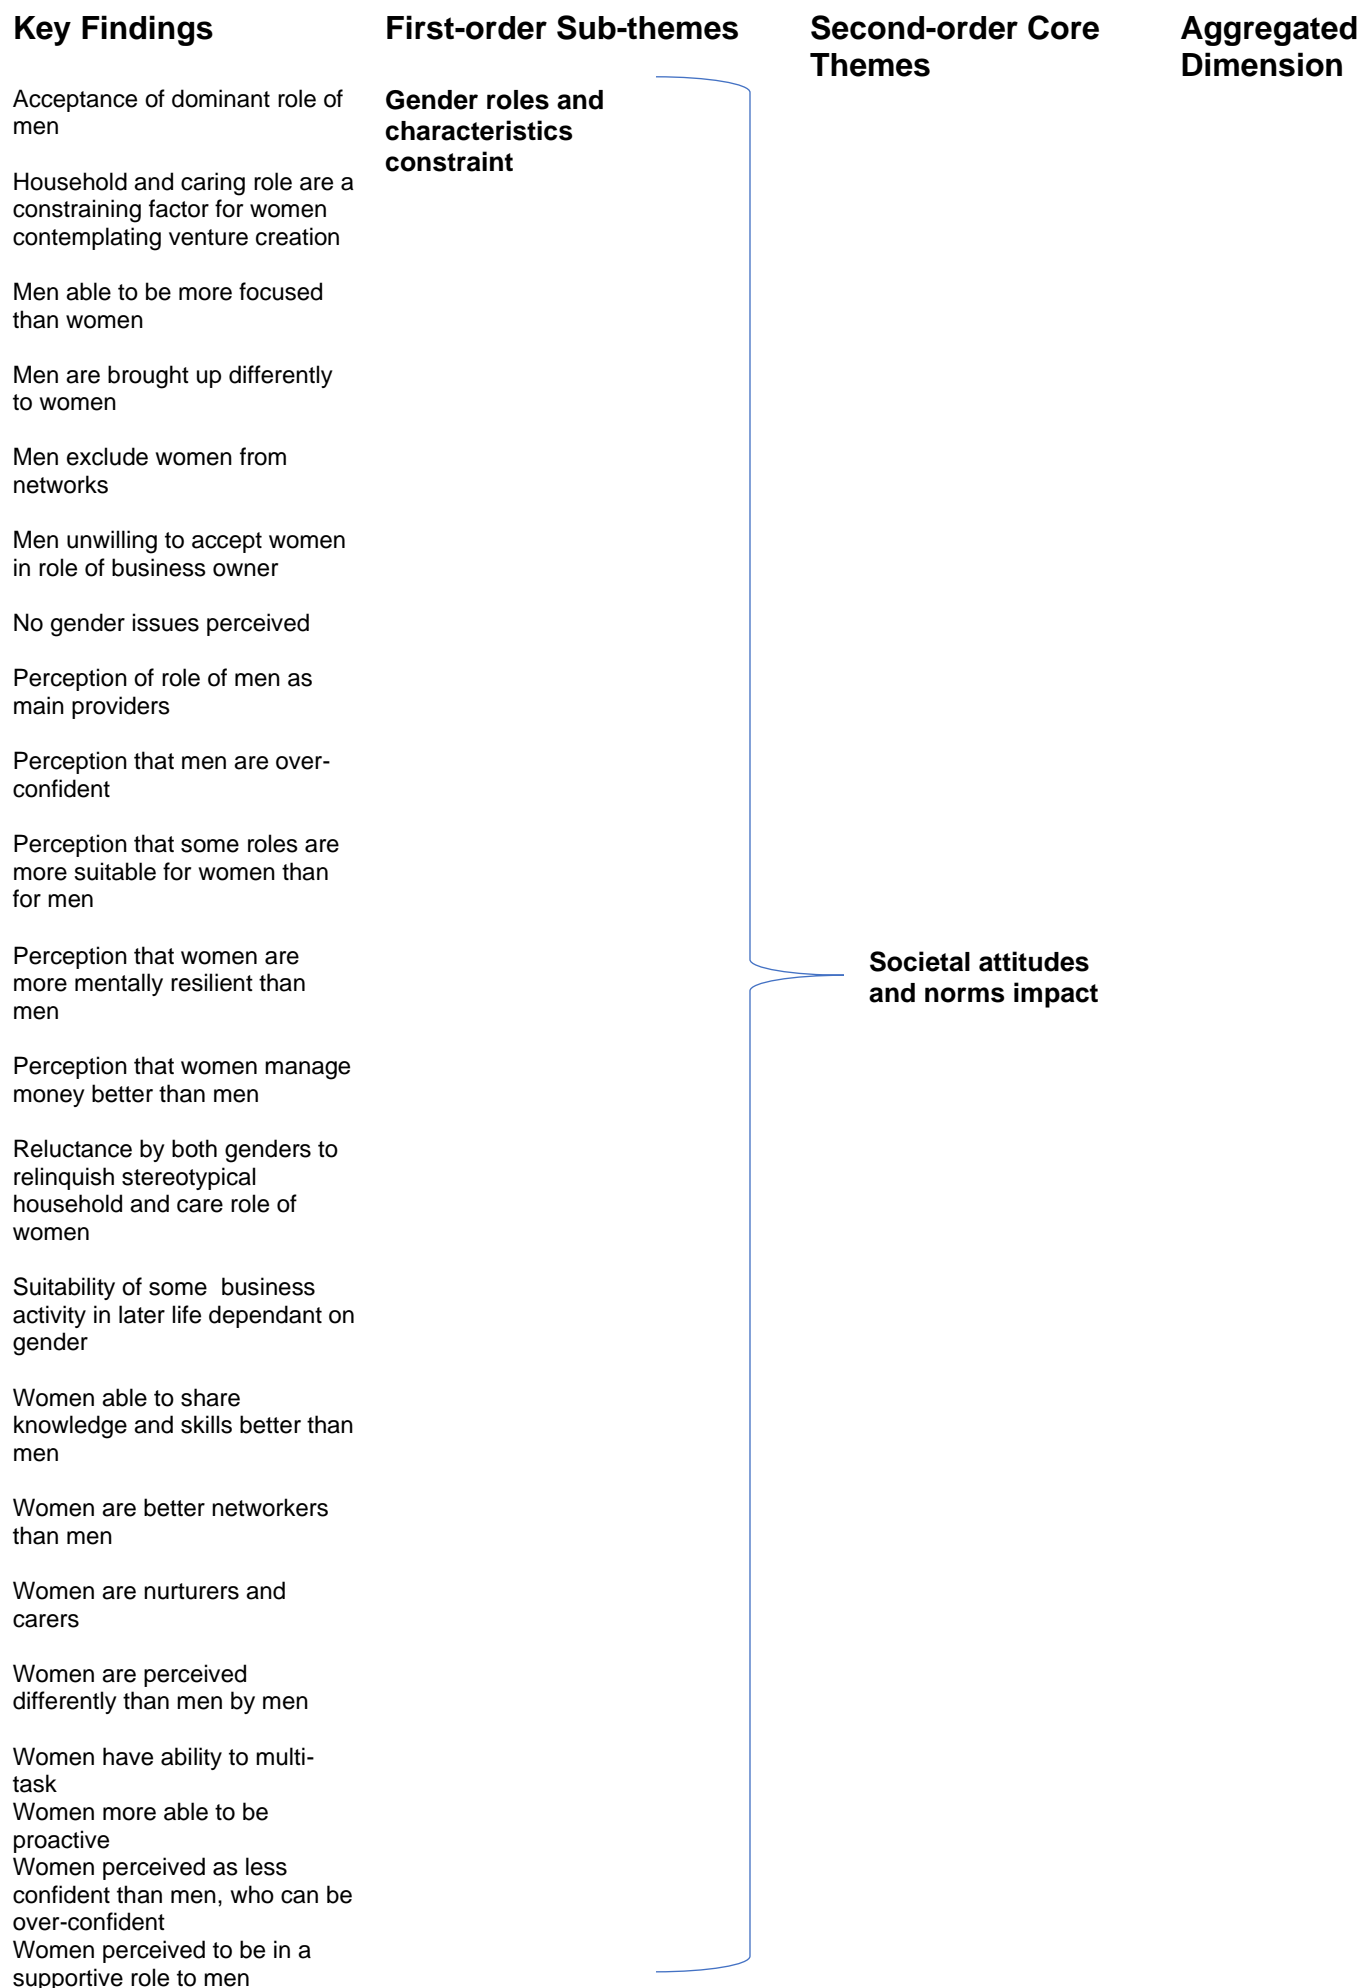 Key Findings
First-order Sub-themes
Second-order Core
Themes
Aggregated
Dimension
Acceptance of dominant role of
men
Gender roles and
characteristics
constraint
Household and caring role are a
constraining factor for women
contemplating venture creation
Men able to be more focused
than women
Men are brought up differently
to women
Men exclude women from
networks
Men unwilling to accept women
in role of business owner
No gender issues perceived
Perception of role of men as
main providers
Perception that men are over-
confident
Perception that some roles are
more suitable for women than
for men
Perception that women are
more mentally resilient than
men
Societal attitudes
and norms impact
Perception that women manage
money better than men
Reluctance by both genders to
relinquish stereotypical
household and care role of
women
Suitability of some  business
activity in later life dependant on
gender
Women able to share
knowledge and skills better than
men
Women are better networkers
than men
Women are nurturers and
carers
Women are perceived
differently than men by men
Women have ability to multi-
task
Women more able to be
proactive
Women perceived as less
confident than men, who can be
over-confident
Women perceived to be in a
supportive role to men